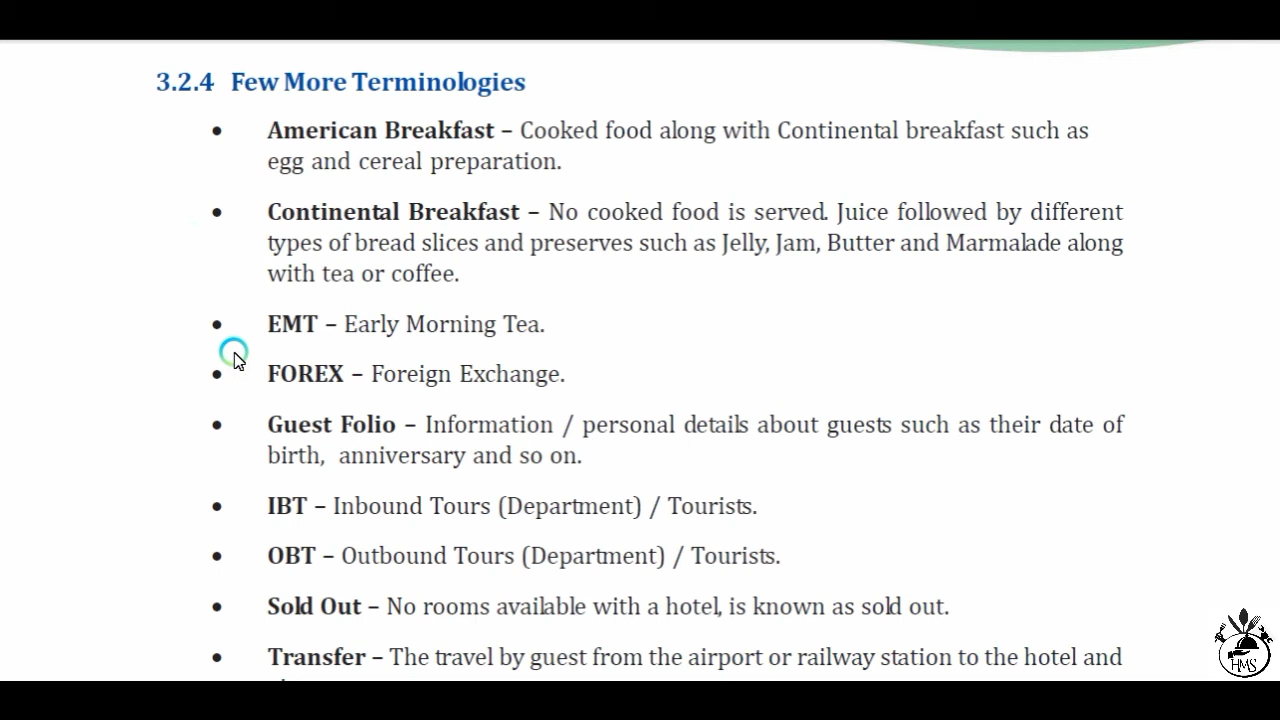 3.2.4 Few More Terminologies
• American Breakfast – Cooked food along with Continental breakfast such as
egg and cereal preparation.
• Continental Breakfast – No cooked food is served. Juice followed by different
types of bread slices and preserves such as Jelly, Jam, Butter and Marmalade along
with tea or coffee.
• EMT – Early Morning Tea.
• FOREX – Foreign Exchange.
• Guest Folio – Information / personal details about guests such as their date of
birth, anniversary and so on.
• IBT – Inbound Tours (Department) / Tourists.
• OBT – Outbound Tours (Department) / Tourists.
• Sold Out – No rooms available with a hotel, is known as sold out.
• Transfer – The travel by guest from the airport or railway station to the hotel and
HMS